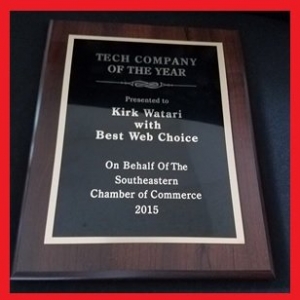 TECH COMPANY
OF THE YEAR
Presented to
Kirk Watari
with
Best Web Choice
On Behalf Of The
Southeastern
Chamber of Commerce
2015